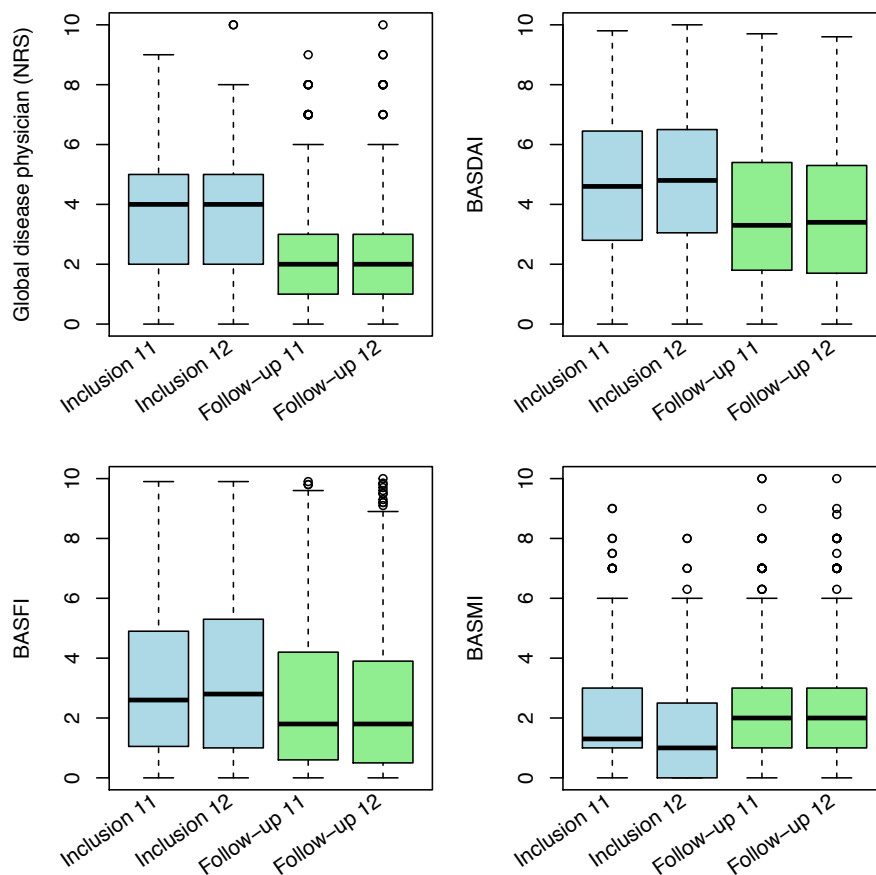 Global disease physician (NRS)
0 2 4 6 8 10
Inclusion 11
Inclusion 12
Follow−up 11
Follow−up 12
BASDAI
0 2 4 6 8 10
Inclusion 11
Inclusion 12
Follow−up 11
Follow−up 12
BASFI
0 2 4 6 8 10
Inclusion 11
Inclusion 12
Follow−up 11
Follow−up 12
BASMI
0 2 4 6 8 10
Inclusion 11
Inclusion 12
Follow−up 11
Follow−up 12